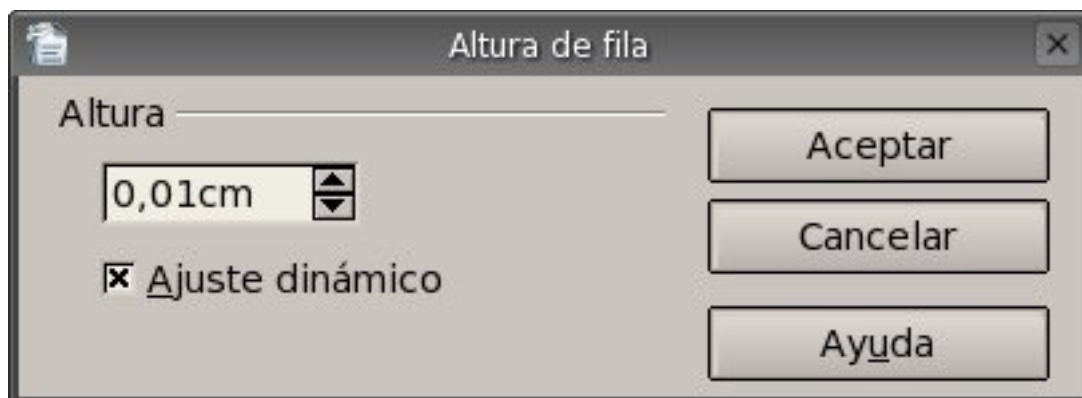 Altura de fila
Altura
0,01cm
Ajuste dinámico
Aceptar
Cancelar
Ayuda